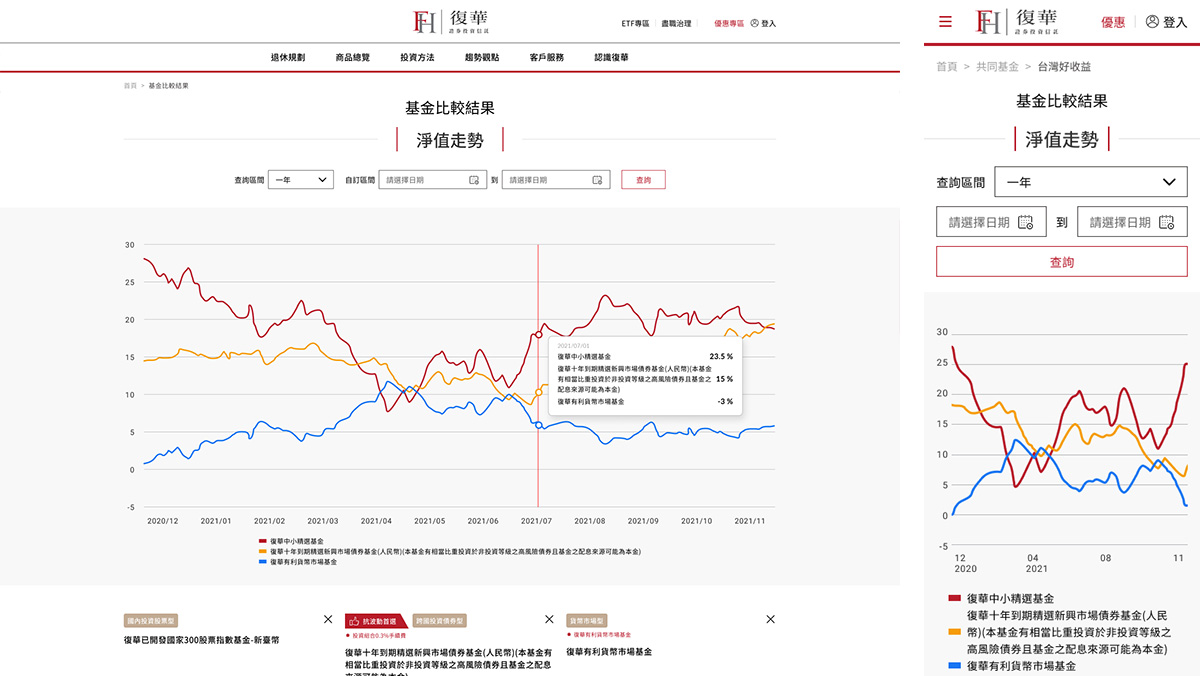 FH 復華
證券投資信託
ETF專區 盡職治理 優惠專區 登入
退休規劃 商品總覽 投資方法 趨勢觀點 客戶服務 認識復華
首頁 > 基金比較結果
基金比較結果
淨值走勢
查詢區間 一年 自訂區間 請選擇日期 到 請選擇日期 查詢
30
25
20
15
10
5
0
-5
2021/07/01
復華中小精選基金 23.5 %
復華十年到期精選新興市場債券基金(人民幣)(本基金
有相當比重投資於非投資等級之高風險債券且基金之 15 %
配息來源可能為本金)
復華有利貨幣市場基金 -3 %
2020/12 2021/01 2021/02 2021/03 2021/04 2021/05 2021/06 2021/07 2021/08 2021/09 2021/10 2021/11
復華中小精選基金
復華十年到期精選新興市場債券基金(人民幣)(本基金有相當比重投資於非投資等級之高風險債券且基金之配息來源可能為本金)
復華有利貨幣市場基金
國內投資股票型
復華已開發國家300股票指數基金-新臺幣
抗波動首選 跨國投資債券型
投資組合0.3%手續費
復華十年到期精選新興市場債券基金(人民幣)(本基金有
相當比重投資於非投資等級之高風險債券且基金之配息
來源可能為本金)
貨幣市場型
復華有利貨幣市場基金
復華有利貨幣市場基金
FH 復華
證券投資信託
優惠 登入
首頁 > 共同基金 > 台灣好收益
基金比較結果
淨值走勢
查詢區間 一年
請選擇日期 到 請選擇日期
查詢
30
25
20
15
10
5
0
-5
12 04 08 11
2020 2021
復華中小精選基金
復華十年到期精選新興市場債券基金(人民
幣)(本基金有相當比重投資於非投資等級之
高風險債券且基金之配息來源可能為本金)
復華有利貨幣市場基金